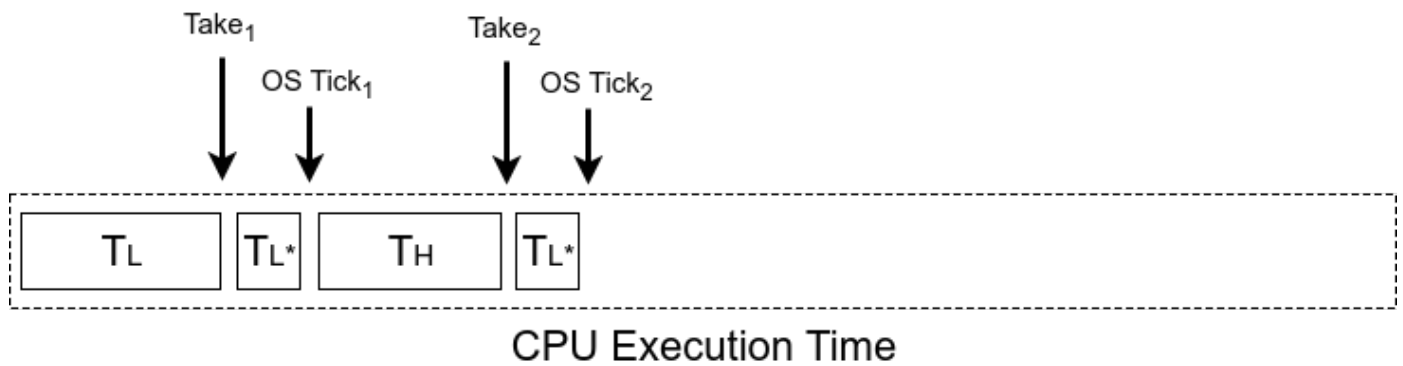 Take₁
Take₂
OS Tick₁
OS Tick₂
TL
TL*
TH
TL*
CPU Execution Time